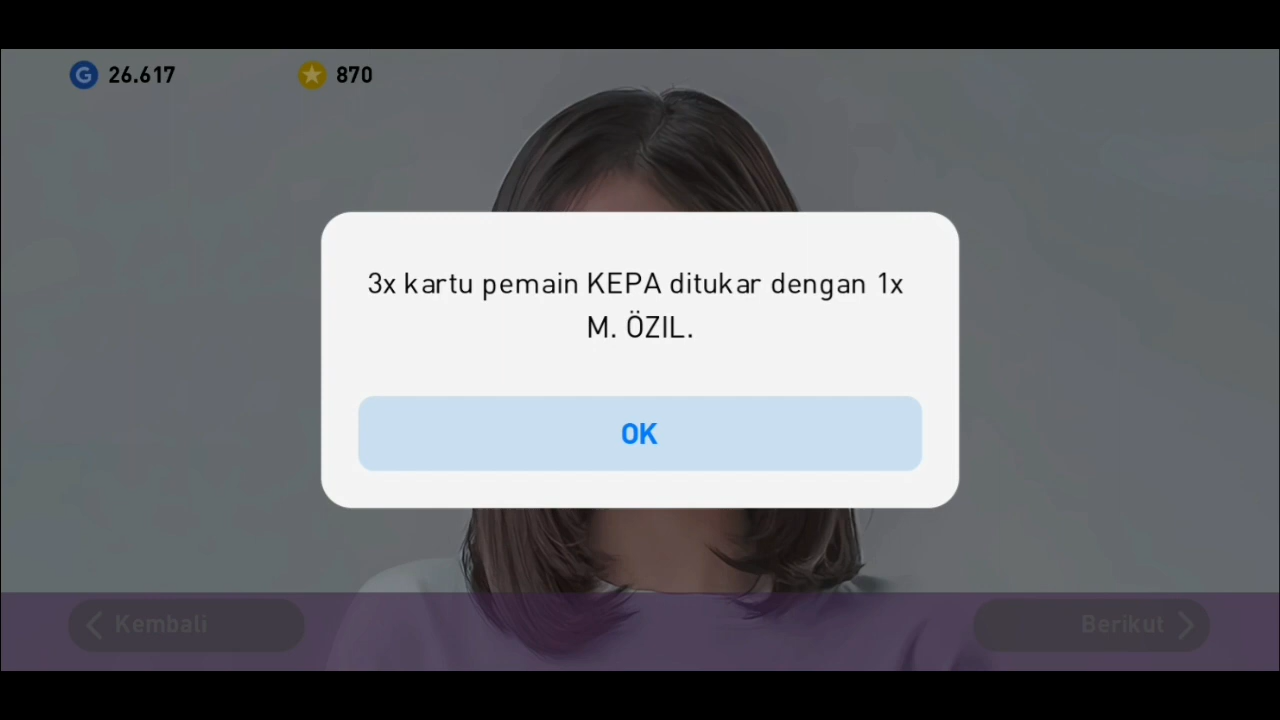 G 26.617 870
3x kartu pemain KEPA ditukar dengan 1x
M. ÖZIL.
OK
Kembali Berikut